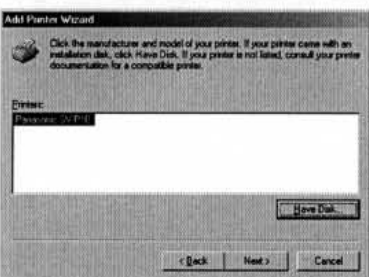 Add Printer Wizard
Click the manufacturer and model of your printer. If your printer came with an
installation disk, click Have Disk. If your printer is not listed, consult your printer
documentation for a compatible printer.
Printers:
Panasonic
Have Disk...
< Back
Next >
Cancel